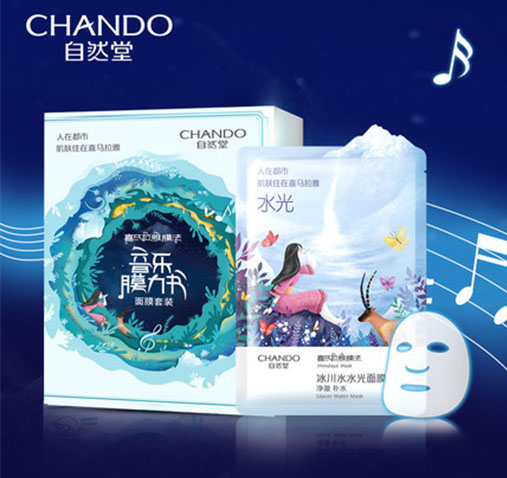 CHANDO
自然堂
人在都市
肌肤住在喜马拉雅
CHANDO
自然堂
喜马拉雅膜法
音乐
膜力书
面膜套装
人在都市
肌肤住在喜马拉雅
水光
CHANDO
自然堂
喜马拉雅膜法
Himalaya Mask
冰川水水光面膜
净澈 补水
Glacier Water Mask